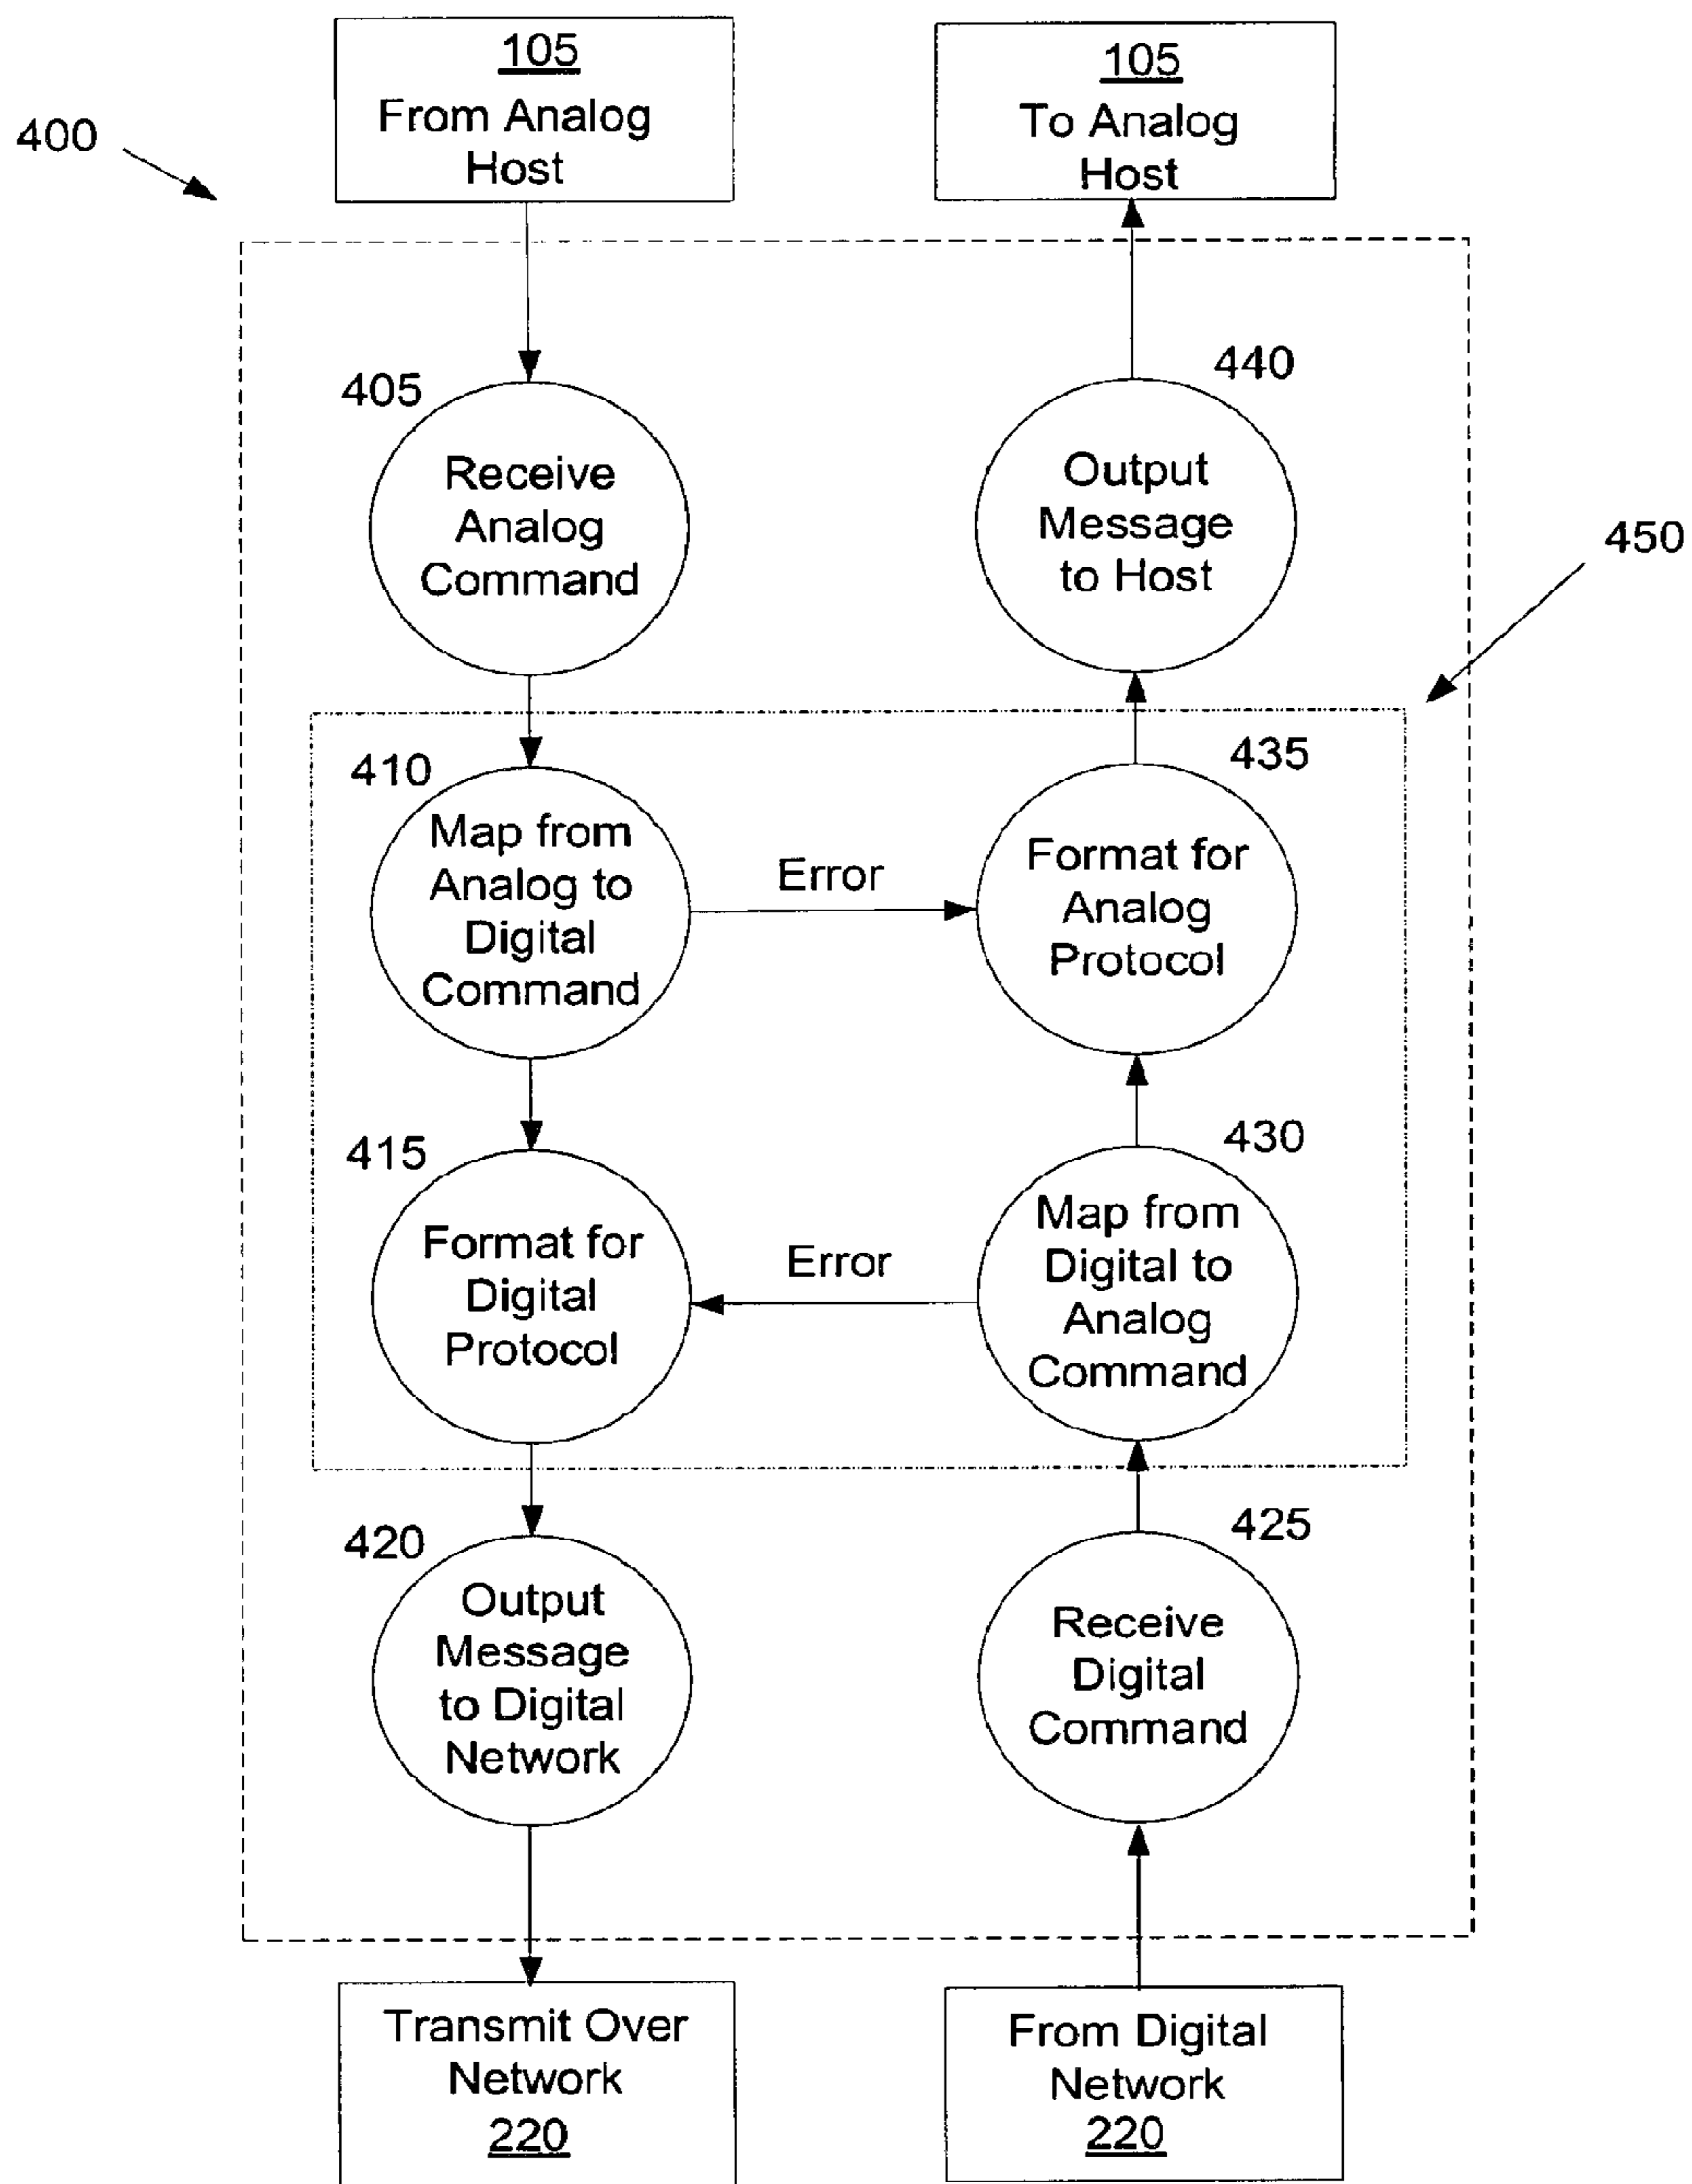 105
From Analog
Host
105
To Analog
Host
400
405
Receive
Analog
Command
440
Output
Message
to Host
450
410
Map from
Analog to
Digital
Command
Error
435
Format for
Analog
Protocol
415
Format for
Digital
Protocol
Error
430
Map from
Digital to
Analog
Command
420
Output
Message
to Digital
Network
425
Receive
Digital
Command
Transmit Over
Network
220
From Digital
Network
220